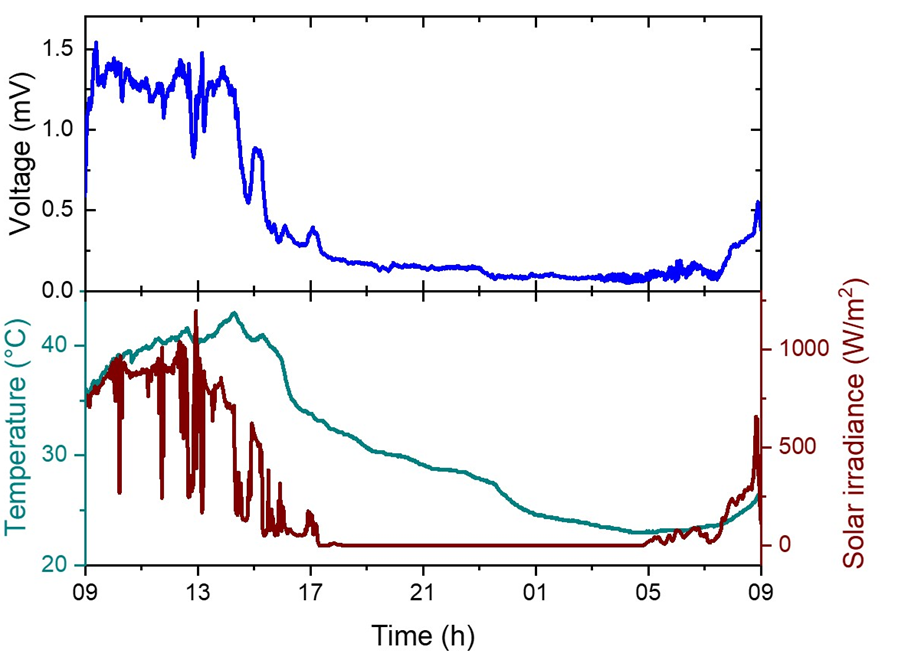 Voltage (mV)
1.5
1.0
0.5
0.0
Temperature (°C)
40
30
20
Solar irradiance (W/m²)
1000
500
0
09 13 17 21 01 05 09
Time (h)